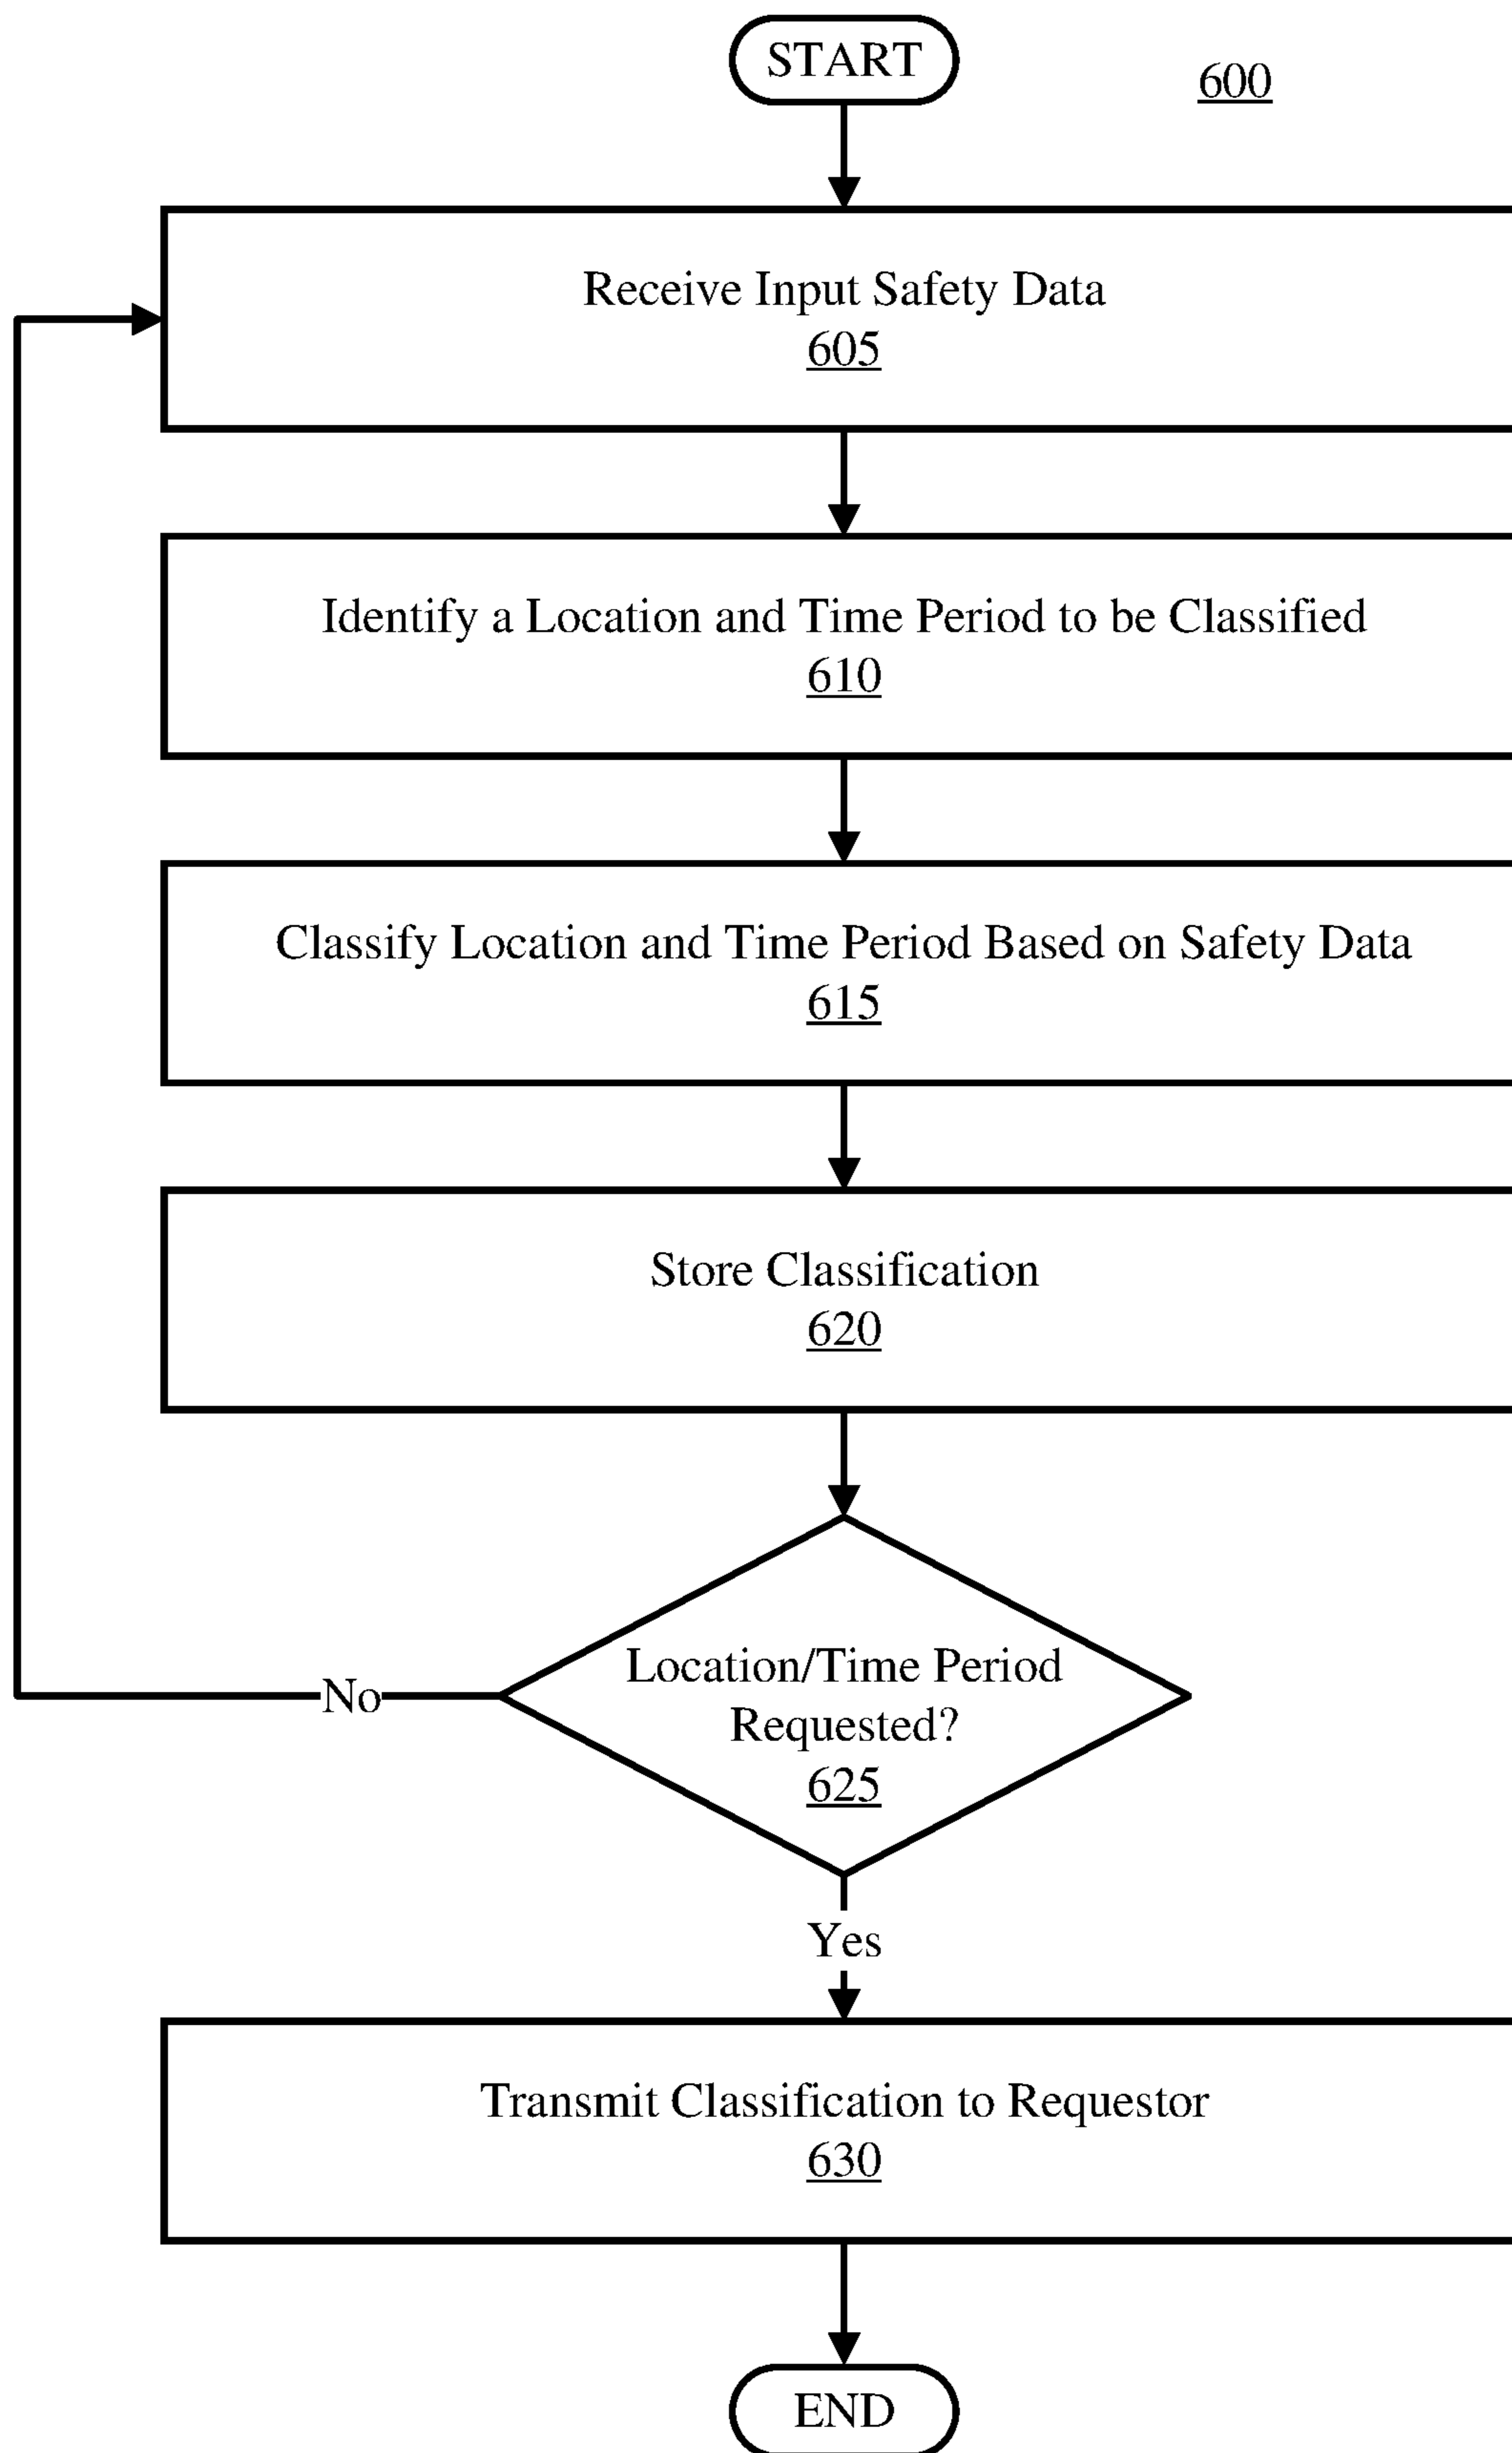 START
600
Receive Input Safety Data
605
Identify a Location and Time Period to be Classified
610
Classify Location and Time Period Based on Safety Data
615
Store Classification
620
Location/Time Period
Requested?
625
No
Yes
Transmit Classification to Requestor
630
END